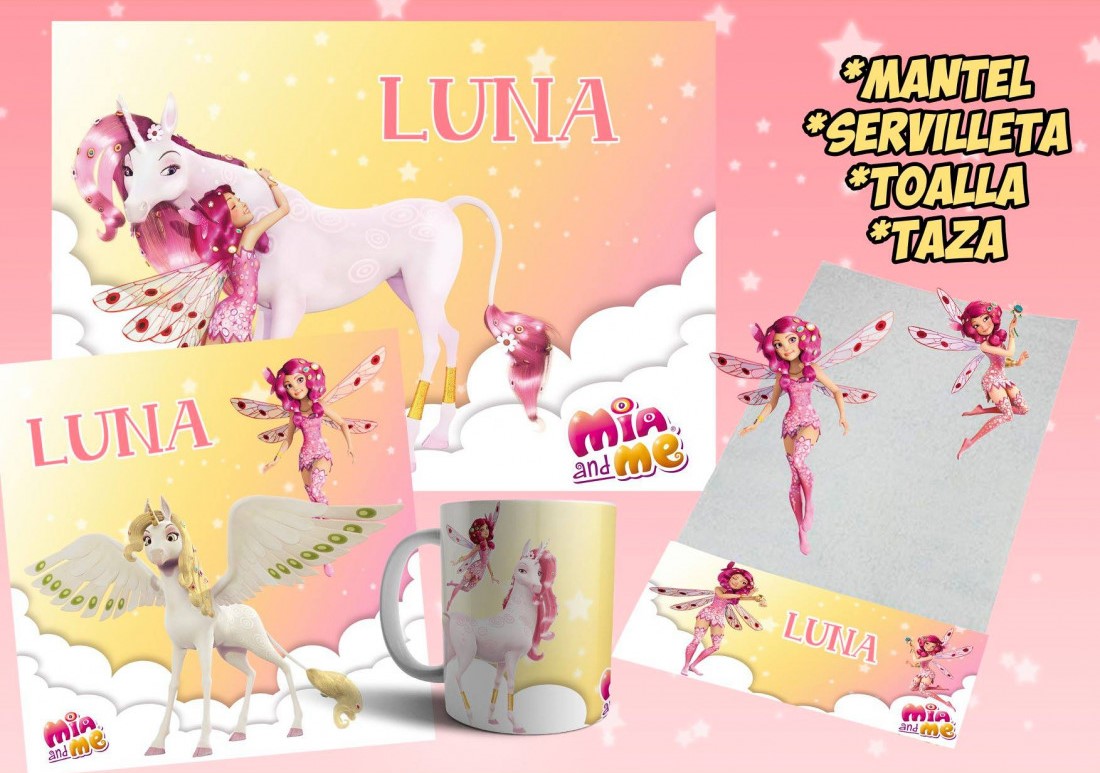 LUNA
*MANTEL
*SERVILLETA
*TOALLA
*TAZA
mia
and me
LUNA
mia
and me
LUNA
mia
and me